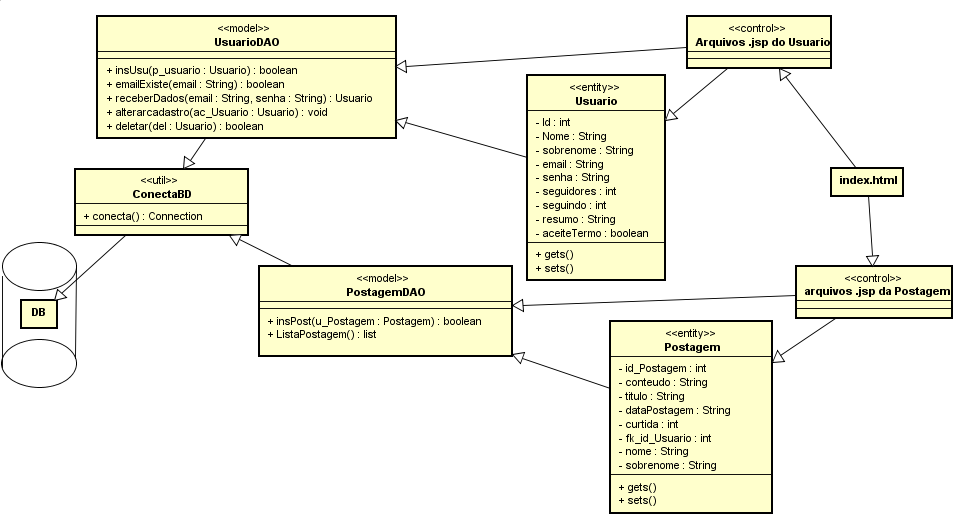 <<model>>
UsuarioDAO
+ insUsu(p_usuario : Usuario) : boolean
+ emailExiste(email : String) : boolean
+ receberDados(email : String, senha : String) : Usuario
+ alterarcadastro(ac_Usuario : Usuario) : void
+ deletar(del : Usuario) : boolean
<<control>>
Arquivos .jsp do Usuario
<<entity>>
Usuario
- Id : int
- Nome : String
- sobrenome : String
- email : String
- senha : String
- seguidores : int
- seguindo : int
- resumo : String
- aceiteTermo : boolean
+ gets()
+ sets()
index.html
<<util>>
ConectaBD
+ conecta() : Connection
DB
<<model>>
PostagemDAO
+ insPost(u_Postagem : Postagem) : boolean
+ ListaPostagem() : list
<<control>>
arquivos .jsp da Postagem
<<entity>>
Postagem
- id_Postagem : int
- conteudo : String
- titulo : String
- dataPostagem : String
- curtida : int
- fk_id_Usuario : int
- nome : String
- sobrenome : String
+ gets()
+ sets()